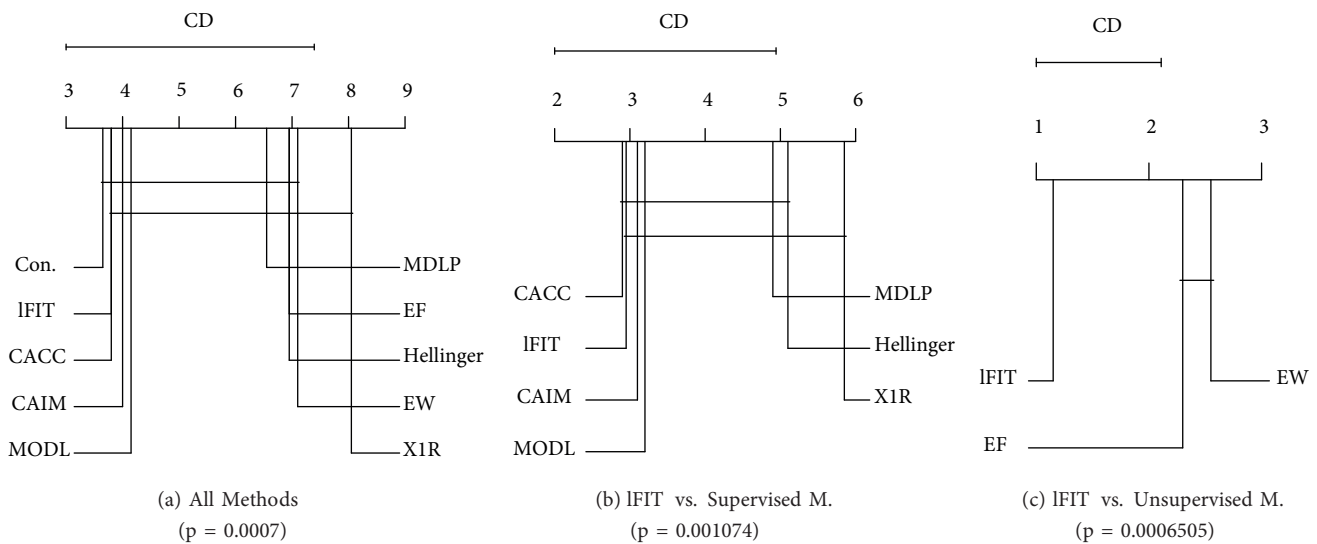 CD
3 4 5 6 7 8 9
Con.
lFIT
CACC
CAIM
MODL
MDLP
EF
Hellinger
EW
X1R
(a) All Methods
(p = 0.0007)
CD
2 3 4 5 6
CACC
lFIT
CAIM
MODL
MDLP
Hellinger
X1R
(b) lFIT vs. Supervised M.
(p = 0.001074)
CD
1 2 3
lFIT
EF
EW
(c) lFIT vs. Unsupervised M.
(p = 0.0006505)